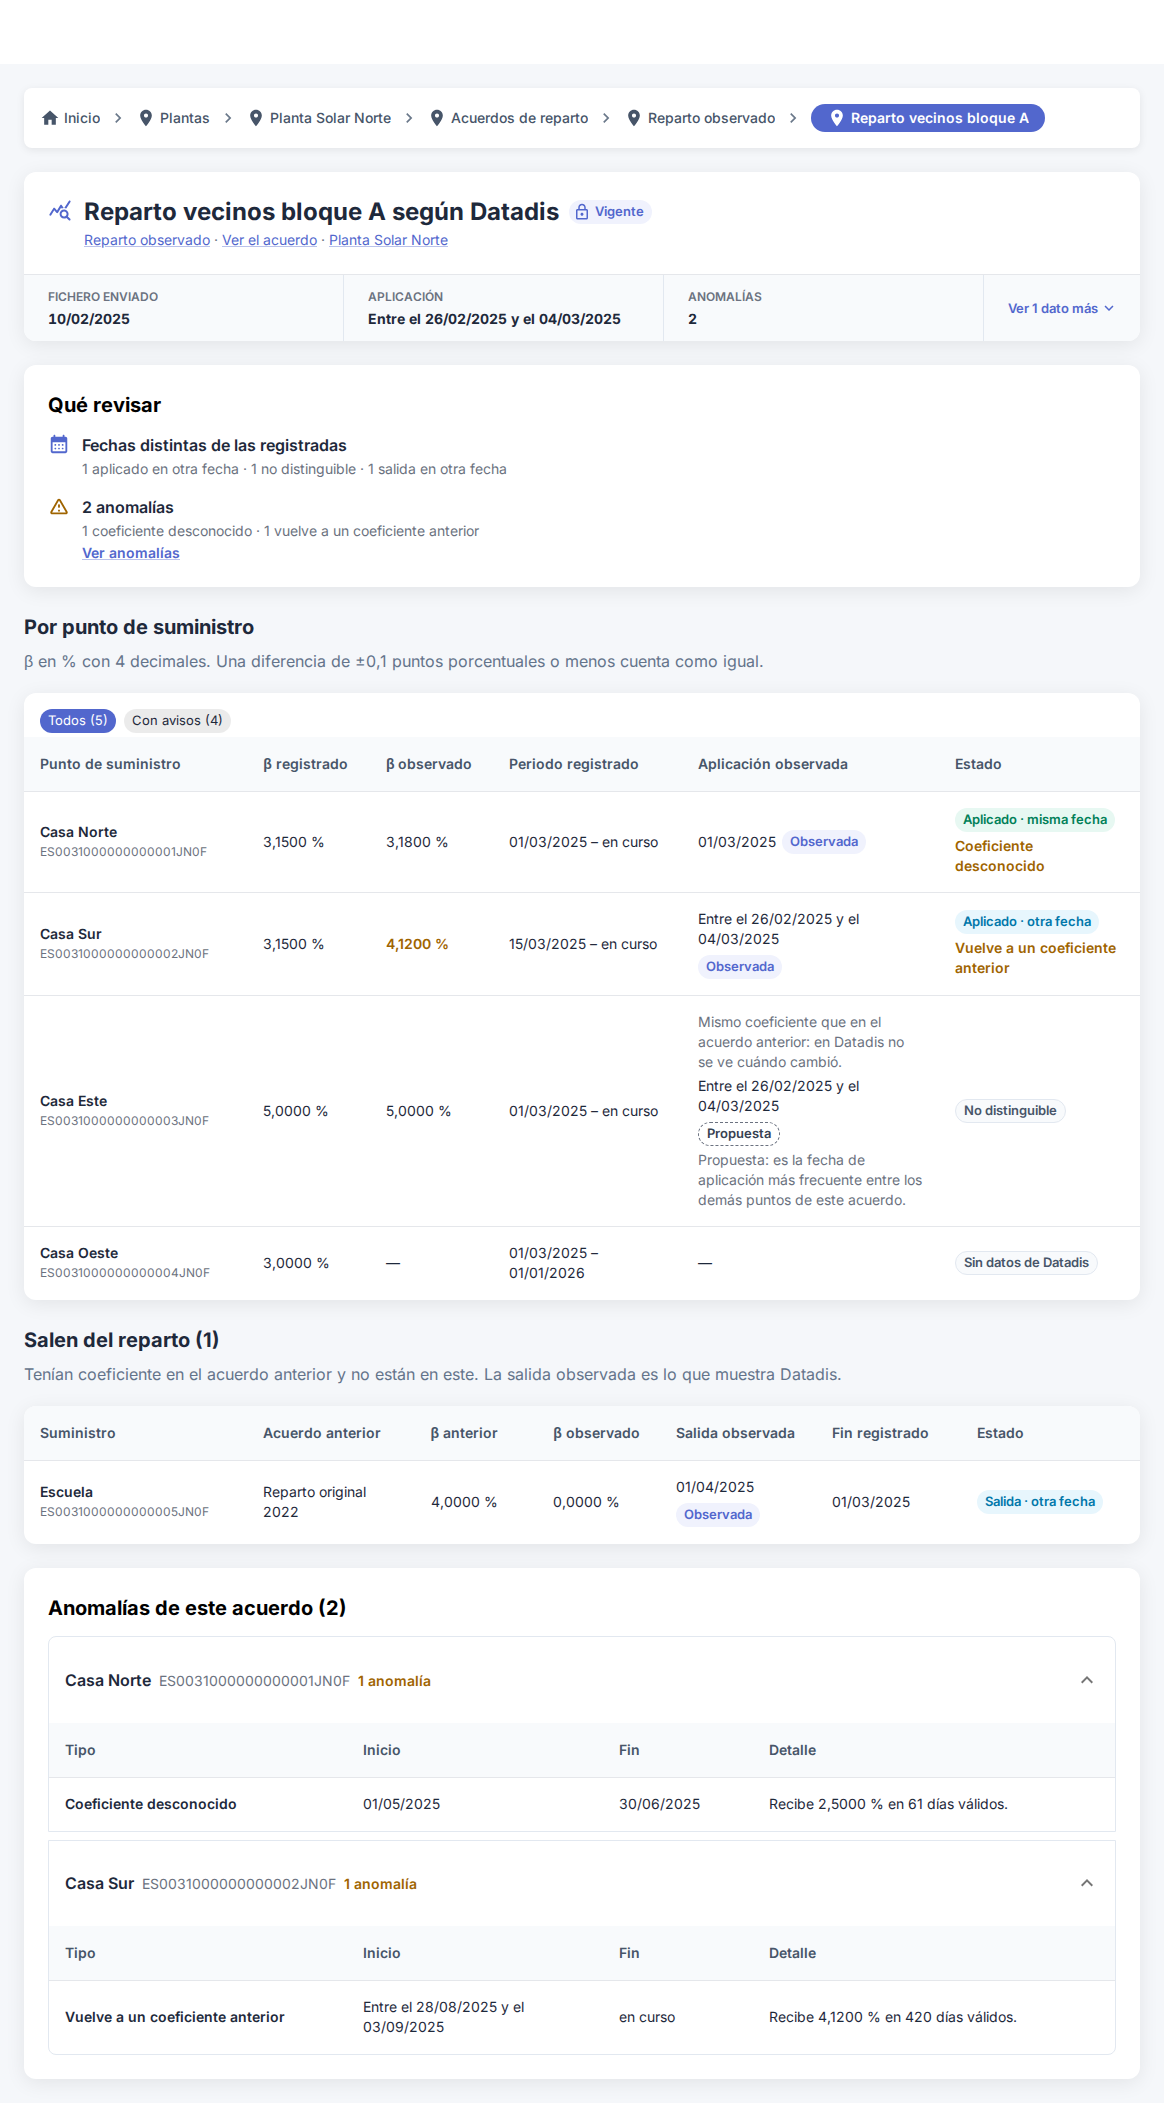 Inicio
Plantas
Planta Solar Norte
Acuerdos de reparto
Reparto observado
Reparto vecinos bloque A
Reparto vecinos bloque A según Datadis
Vigente
Reparto observado · Ver el acuerdo · Planta Solar Norte
FICHERO ENVIADO
10/02/2025
APLICACIÓN
Entre el 26/02/2025 y el 04/03/2025
ANOMALÍAS
2
Ver 1 dato más
Qué revisar
Fechas distintas de las registradas
1 aplicado en otra fecha · 1 no distinguible · 1 salida en otra fecha
2 anomalías
1 coeficiente desconocido · 1 vuelve a un coeficiente anterior
Ver anomalías
Por punto de suministro
β en % con 4 decimales. Una diferencia de ±0,1 puntos porcentuales o menos cuenta como igual.
Todos (5)
Con avisos (4)
Punto de suministro
β registrado
β observado
Periodo registrado
Aplicación observada
Estado
Casa Norte
ES0031000000000001JN0F
3,1500 %
3,1800 %
01/03/2025 – en curso
01/03/2025
Observada
Aplicado · misma fecha
Coeficiente
desconocido
Casa Sur
ES0031000000000002JN0F
3,1500 %
4,1200 %
15/03/2025 – en curso
Entre el 26/02/2025 y el
04/03/2025
Observada
Aplicado · otra fecha
Vuelve a un coeficiente
anterior
Casa Este
ES0031000000000003JN0F
5,0000 %
5,0000 %
01/03/2025 – en curso
Mismo coeficiente que en el
acuerdo anterior: en Datadis no
se ve cuándo cambió.
Entre el 26/02/2025 y el
04/03/2025
Propuesta
Propuesta: es la fecha de
aplicación más frecuente entre los
demás puntos de este acuerdo.
No distinguible
Casa Oeste
ES0031000000000004JN0F
3,0000 %
—
01/03/2025 –
01/01/2026
—
Sin datos de Datadis
Salen del reparto (1)
Tenían coeficiente en el acuerdo anterior y no están en este. La salida observada es lo que muestra Datadis.
Suministro
Acuerdo anterior
β anterior
β observado
Salida observada
Fin registrado
Estado
Escuela
ES0031000000000005JN0F
Reparto original
2022
4,0000 %
0,0000 %
01/04/2025
Observada
01/03/2025
Salida · otra fecha
Anomalías de este acuerdo (2)
Casa Norte ES0031000000000001JN0F 1 anomalía
Tipo
Inicio
Fin
Detalle
Coeficiente desconocido
01/05/2025
30/06/2025
Recibe 2,5000 % en 61 días válidos.
Casa Sur ES0031000000000002JN0F 1 anomalía
Tipo
Inicio
Fin
Detalle
Vuelve a un coeficiente anterior
Entre el 28/08/2025 y el
03/09/2025
en curso
Recibe 4,1200 % en 420 días válidos.